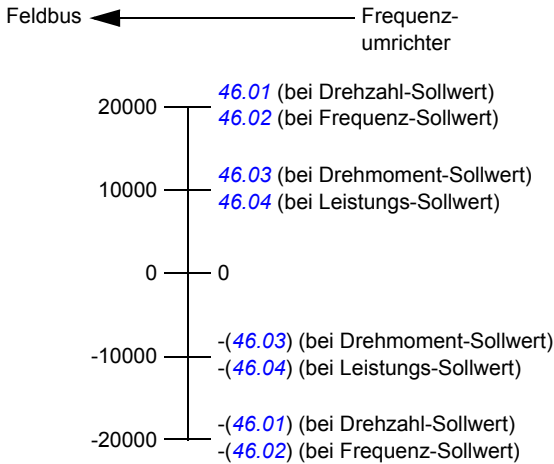 Feldbus
Frequenz-
umrichter
20000
46.01 (bei Drehzahl-Sollwert)
46.02 (bei Frequenz-Sollwert)
10000
46.03 (bei Drehmoment-Sollwert)
46.04 (bei Leistungs-Sollwert)
0
0
-10000
-(46.03) (bei Drehmoment-Sollwert)
-(46.04) (bei Leistungs-Sollwert)
-20000
-(46.01) (bei Drehzahl-Sollwert)
-(46.02) (bei Frequenz-Sollwert)